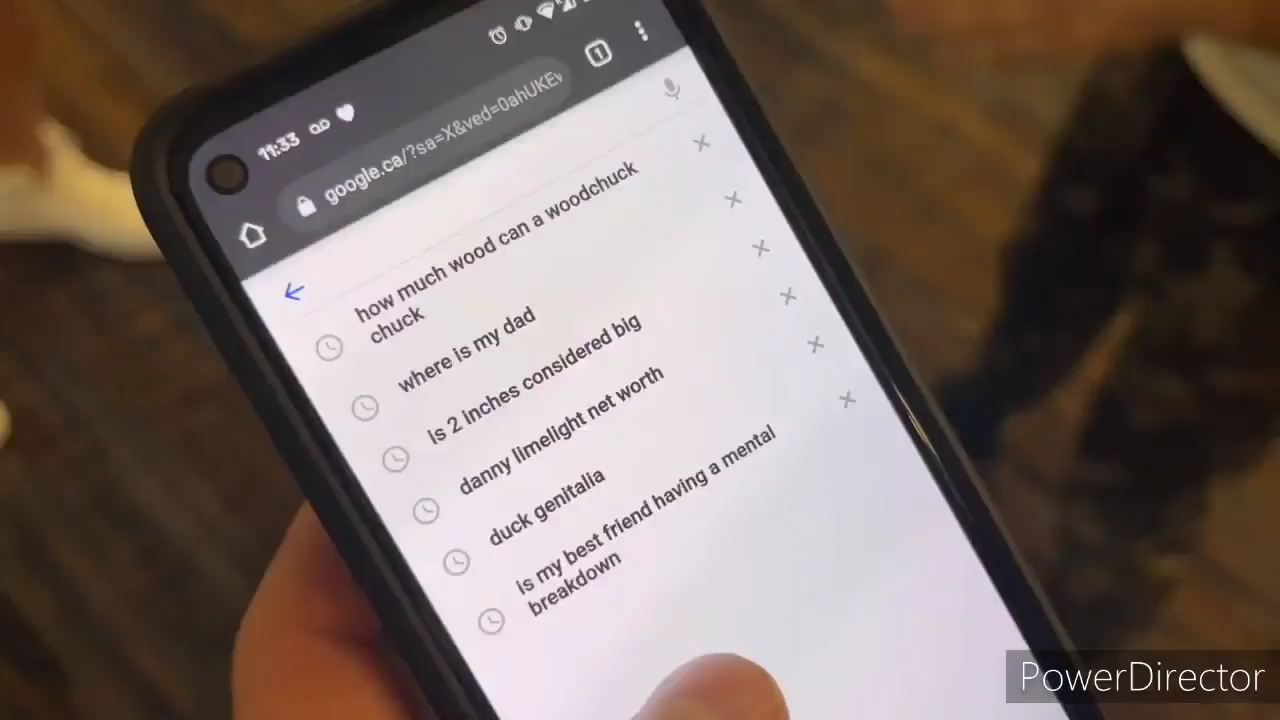 11:33
1
google.ca/?sa=X&ved=0ahUKEv
how much wood can a woodchuck
chuck
where is my dad
is 2 inches considered big
danny limelight net worth
duck genitalia
is my best friend having a mental
breakdown
PowerDirector